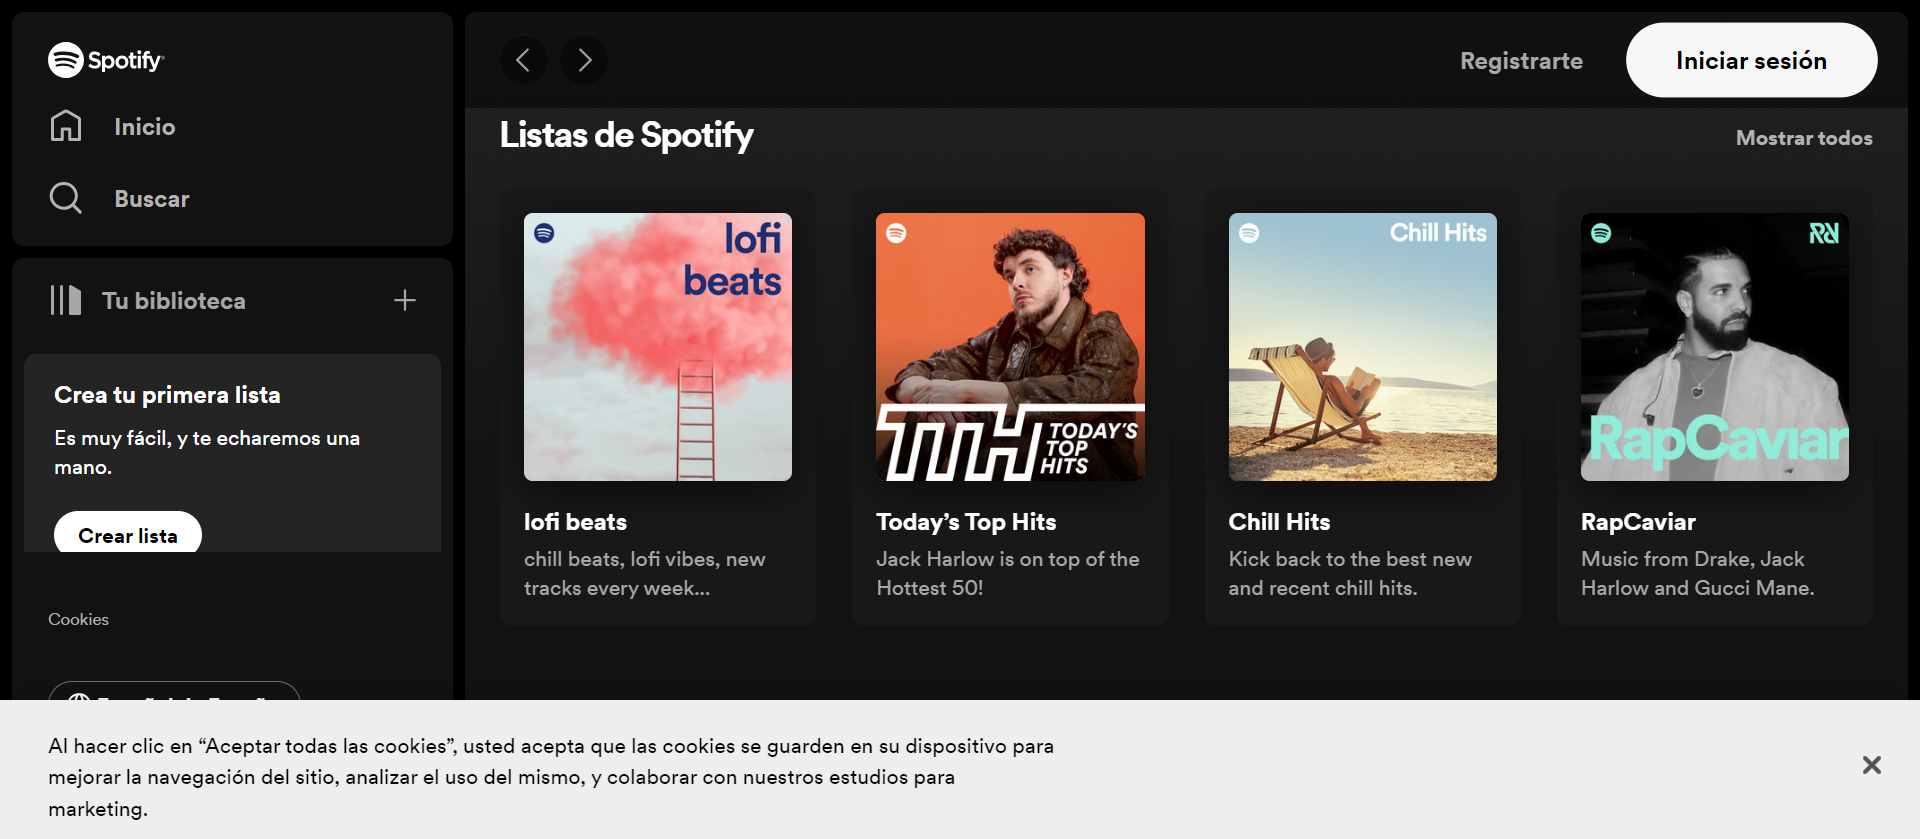 Spotify
Inicio
Buscar
Tu biblioteca
Crea tu primera lista
Es muy fácil, y te echaremos una
mano.
Crear lista
Cookies
Registrarte
Iniciar sesión
Listas de Spotify
Mostrar todos
lofi
beats
lofi beats
chill beats, lofi vibes, new
tracks every week...
TTH
TODAY'S
TOP
HITS
Today's Top Hits
Jack Harlow is on top of the
Hottest 50!
Chill Hits
Chill Hits
Kick back to the best new
and recent chill hits.
RapCaviar
RapCaviar
Music from Drake, Jack
Harlow and Gucci Mane.
Al hacer clic en “Aceptar todas las cookies”, usted acepta que las cookies se guarden en su dispositivo para
mejorar la navegación del sitio, analizar el uso del mismo, y colaborar con nuestros estudios para
marketing.